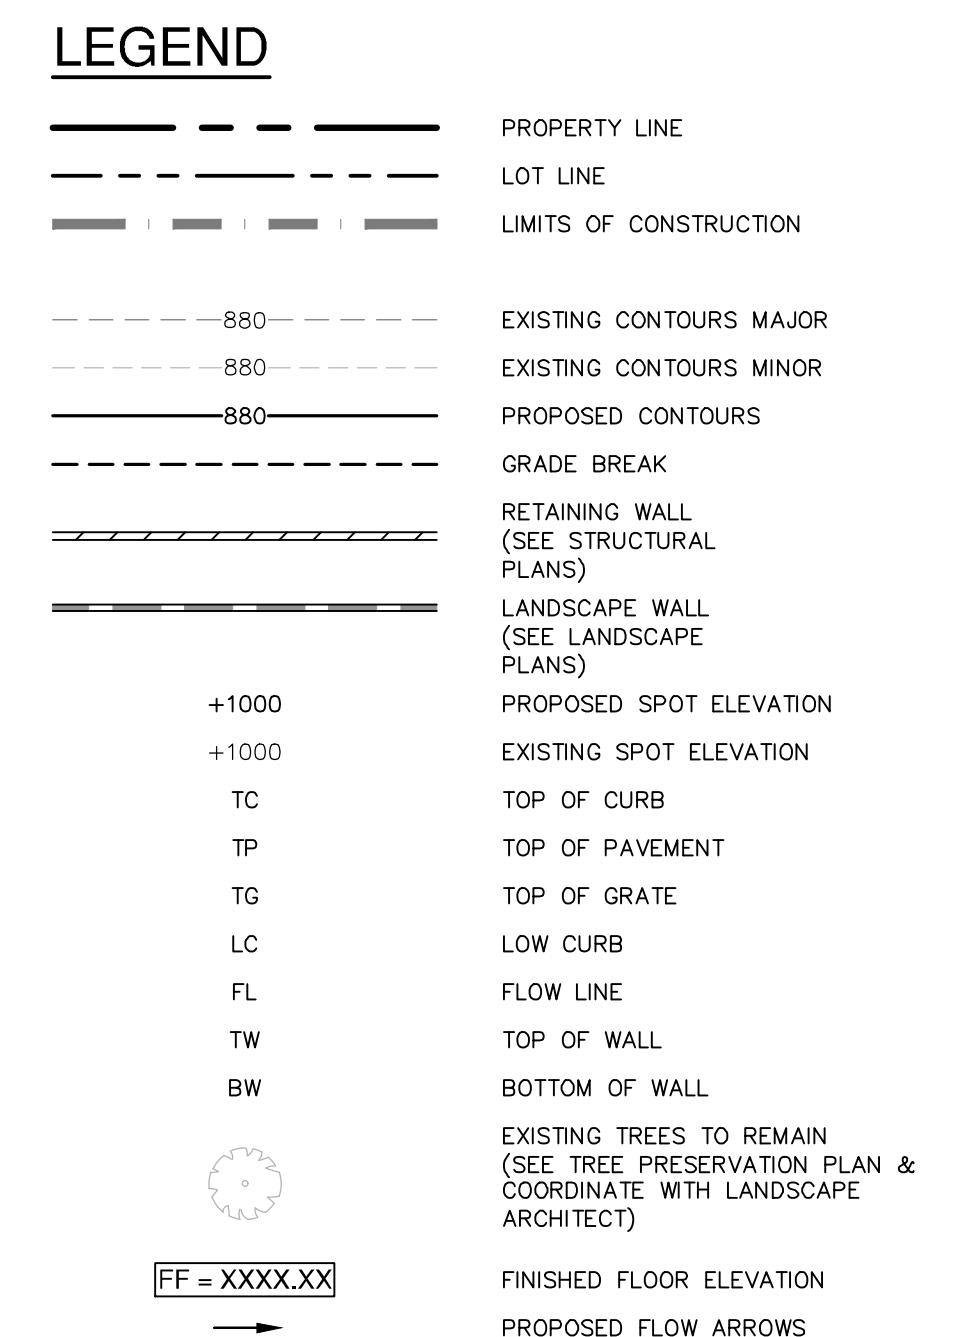 LEGEND
PROPERTY LINE
LOT LINE
LIMITS OF CONSTRUCTION
880 EXISTING CONTOURS MAJOR
880 EXISTING CONTOURS MINOR
880 PROPOSED CONTOURS
GRADE BREAK
RETAINING WALL
(SEE STRUCTURAL
PLANS)
LANDSCAPE WALL
(SEE LANDSCAPE
PLANS)
+1000 PROPOSED SPOT ELEVATION
+1000 EXISTING SPOT ELEVATION
TC TOP OF CURB
TP TOP OF PAVEMENT
TG TOP OF GRATE
LC LOW CURB
FL FLOW LINE
TW TOP OF WALL
BW BOTTOM OF WALL
EXISTING TREES TO REMAIN
(SEE TREE PRESERVATION PLAN &
COORDINATE WITH LANDSCAPE
ARCHITECT)
FF = XXXX.XX FINISHED FLOOR ELEVATION
PROPOSED FLOW ARROWS